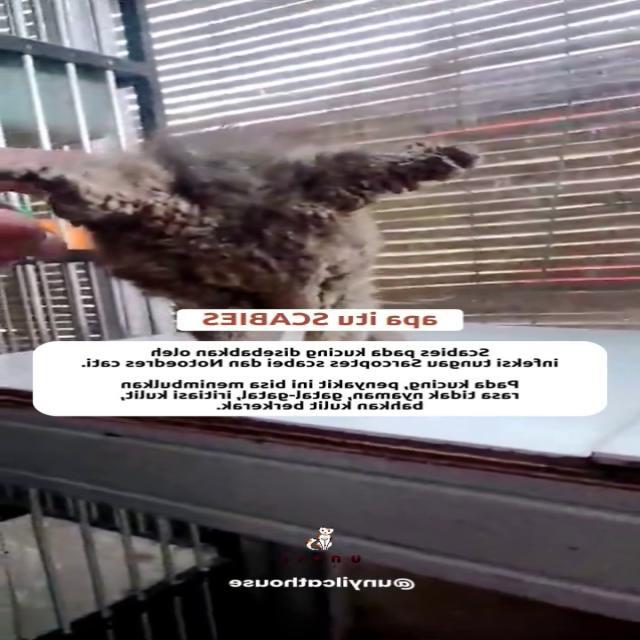 apa itu SCABIES
Scabies pada kucing disebabkan oleh
infeksi tungau Sarcoptes scabei dan Notoedres cati.
Pada kucing, penyakit ini bisa menimbulkan
rasa tidak nyaman, gatal-gatal, iritiasi kulit,
bahkan kulit berkerak.
@unyilcathouse